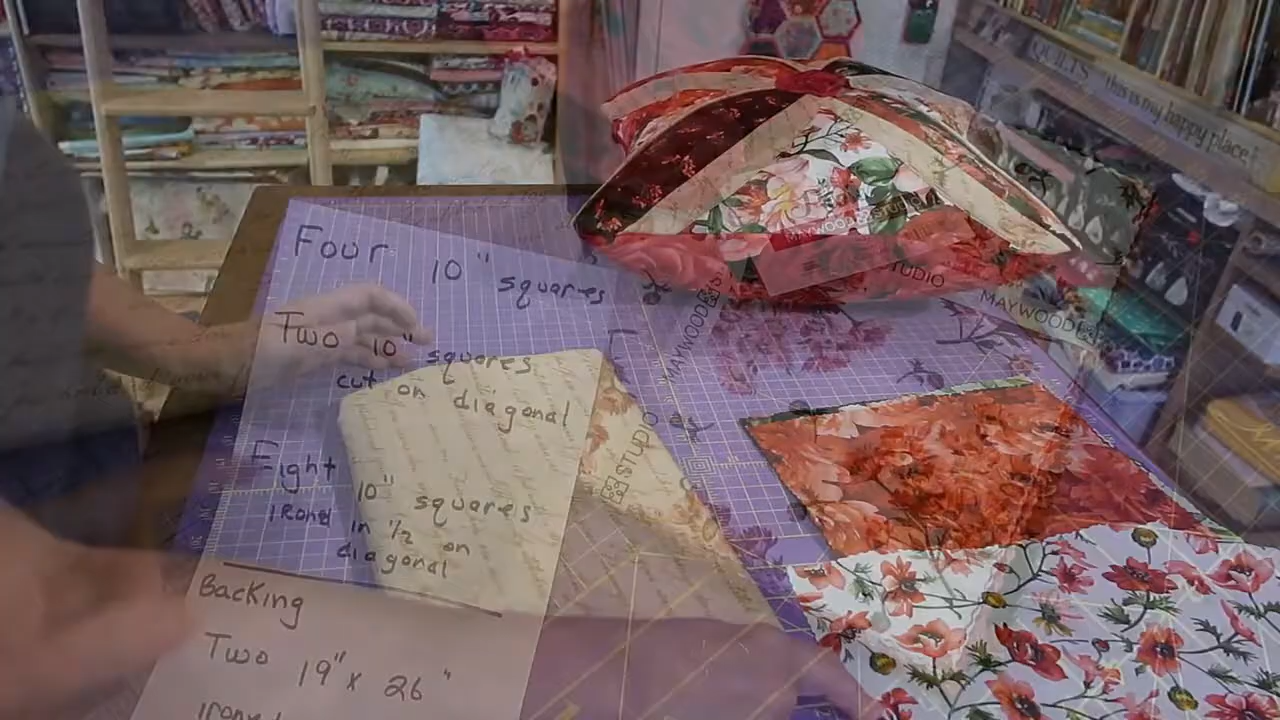 QUILTS this is my happy place!
Four
10" squares
Two 10" squares
cut on diagonal
Eight
10" squares
IRoned in 1/2 on
diagonal
Backing
Two 19" x 26"
MAYWOOD STUDIO
MAYWOOD
MAYWOOD
STUDIO